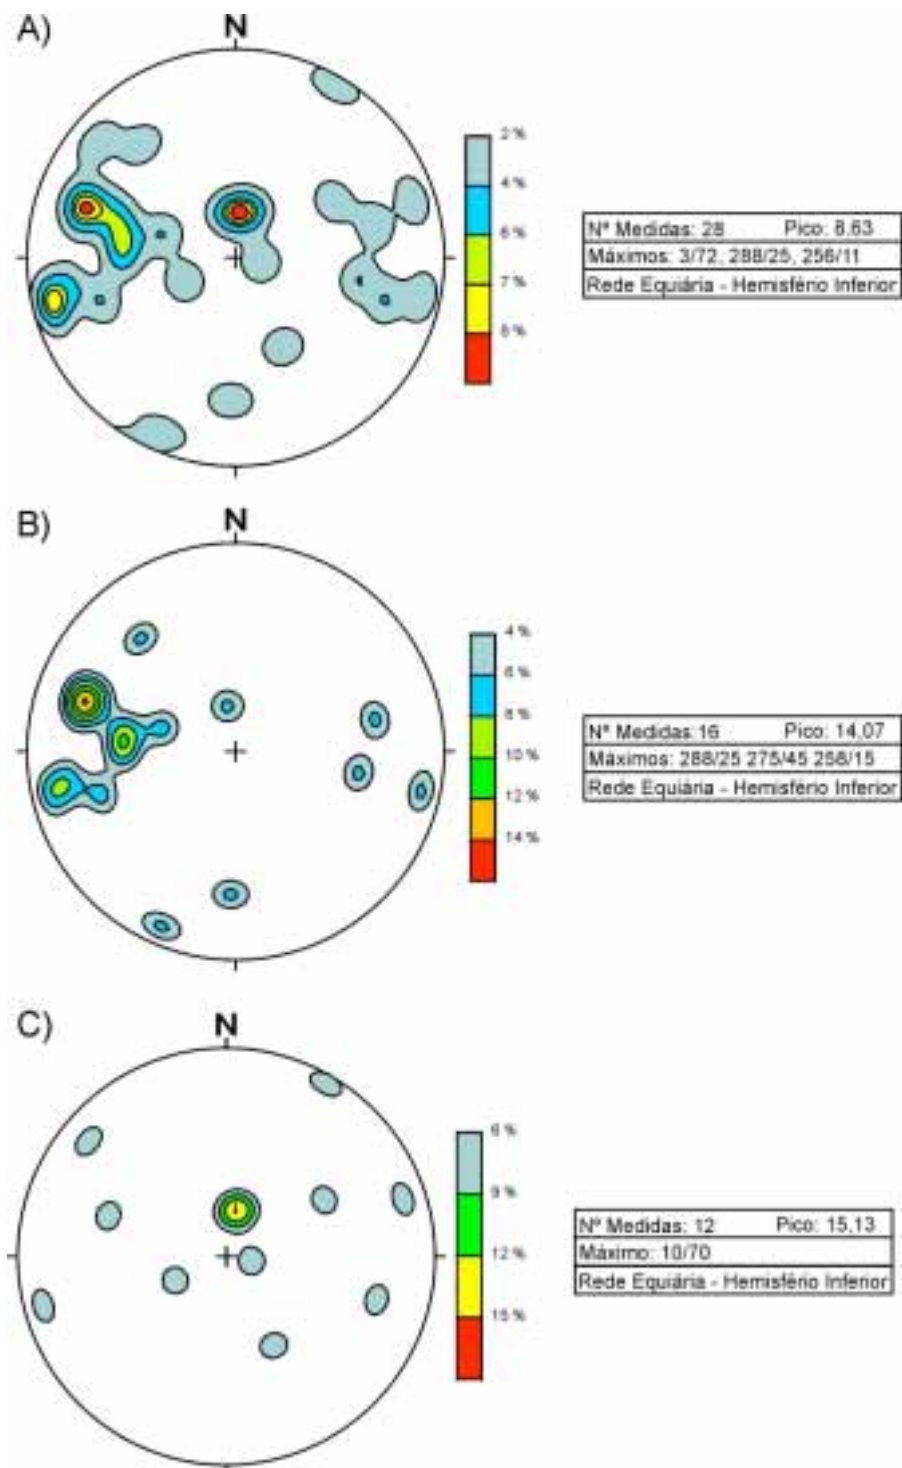 A)
N
2 %
4 %
6 %
7 %
8 %
Nº Medidas: 28 Pico: 8,63
Máximos: 3/72, 288/25, 256/11
Rede Equiária - Hemisfério Inferior
B)
N
4 %
6 %
8 %
10 %
12 %
14 %
Nº Medidas: 16 Pico: 14,07
Máximos: 288/25 275/45 258/15
Rede Equiária - Hemisfério Inferior
C)
N
6 %
9 %
12 %
15 %
Nº Medidas: 12 Pico: 15,13
Máximo: 10/70
Rede Equiária - Hemisfério Inferior